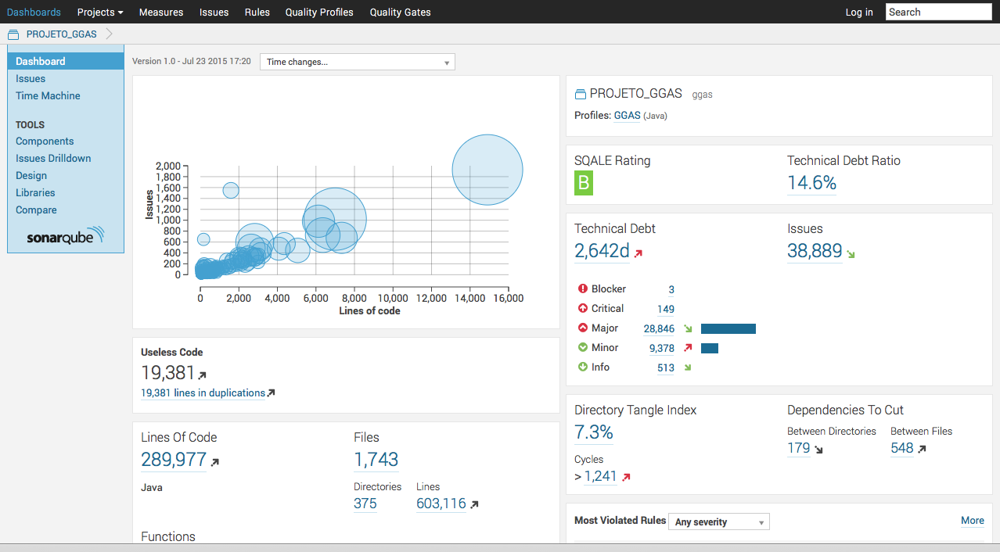 Dashboards Projects Measures Issues Rules Quality Profiles Quality Gates Log in Search
PROJETO_GGAS
Dashboard
Issues
Time Machine
TOOLS
Components
Issues Drilldown
Design
Libraries
Compare
sonarqube
Version 1.0 - Jul 23 2015 17:20 Time changes...
Issues
2,000
1,800
1,600
1,400
1,200
1,000
800
600
400
200
0
0 2,000 4,000 6,000 8,000 10,000 12,000 14,000 16,000
Lines of code
Useless Code
19,381
19,381 lines in duplications
Lines Of Code Files
289,977 1,743
Java
Directories Lines
375 603,116
Functions
PROJETO_GGAS ggas
Profiles: GGAS (Java)
SQALE Rating Technical Debt Ratio
B 14.6%
Technical Debt Issues
2,642d 38,889
Blocker 3
Critical 149
Major 28,846
Minor 9,378
Info 513
Directory Tangle Index Dependencies To Cut
7.3%
Between Directories Between Files
179 548
Cycles
> 1,241
Most Violated Rules Any severity More